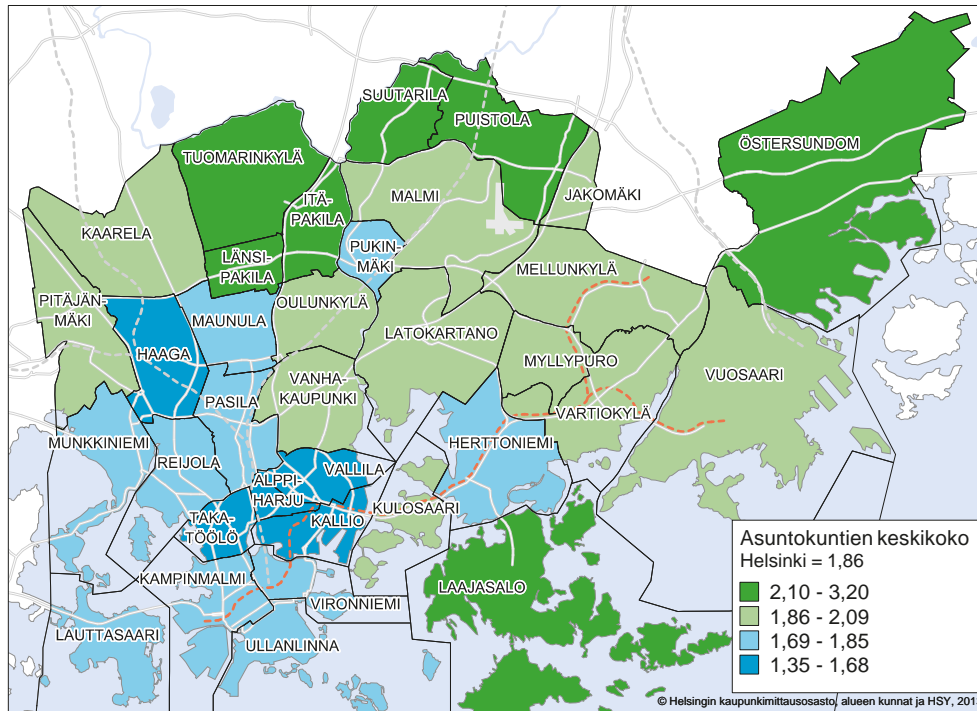 SUUTARILA
PUISTOLA
ÖSTERSUNDOM
TUOMARINKYLÄ
ITÄ-
PAKILA
MALMI
JAKOMÄKI
KAARELA
PUKIN-
MÄKI
LÄNSI-
PAKILA
MELLUNKYLÄ
PITÄJÄN-
MÄKI
MAUNULA
OULUNKYLÄ
LATOKARTANO
HAAGA
MYLLYPURO
VUOSAARI
VANHA-
KAUPUNKI
PASILA
VARTIOKYLÄ
MUNKKINIEMI
HERTTONIEMI
REIJOLA
VALLILA
ALPPI-
HARJU
KULOSAARI
TAKA-
TÖÖLÖ
KALLIO
KAMPINMALMI
LAAJASALO
VIRONNIEMI
LAUTTASAARI
ULLANLINNA
Asuntokuntien keskikoko
Helsinki = 1,86
2,10 - 3,20
1,86 - 2,09
1,69 - 1,85
1,35 - 1,68
© Helsingin kaupunkimittausosasto, alueen kunnat ja HSY, 201